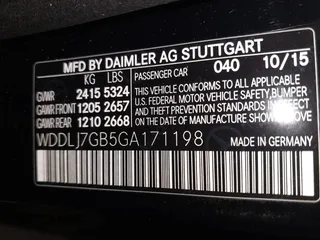 MFD BY DAIMLER AG STUTTGART
KG LBS PASSENGER CAR 040 10/15
GVWR 2415 5324
GAWR FRONT 1205 2657
GAWR REAR 1210 2668
THIS VEHICLE CONFORMS TO ALL APPLICABLE
U.S. FEDERAL MOTOR VEHICLE SAFETY, BUMPER
AND THEFT PREVENTION STANDARDS IN EFFECT
ON THE DATE OF MANUFACTURE SHOWN ABOVE.
WDDLJ7GB5GA171198 MADE IN GERMANY